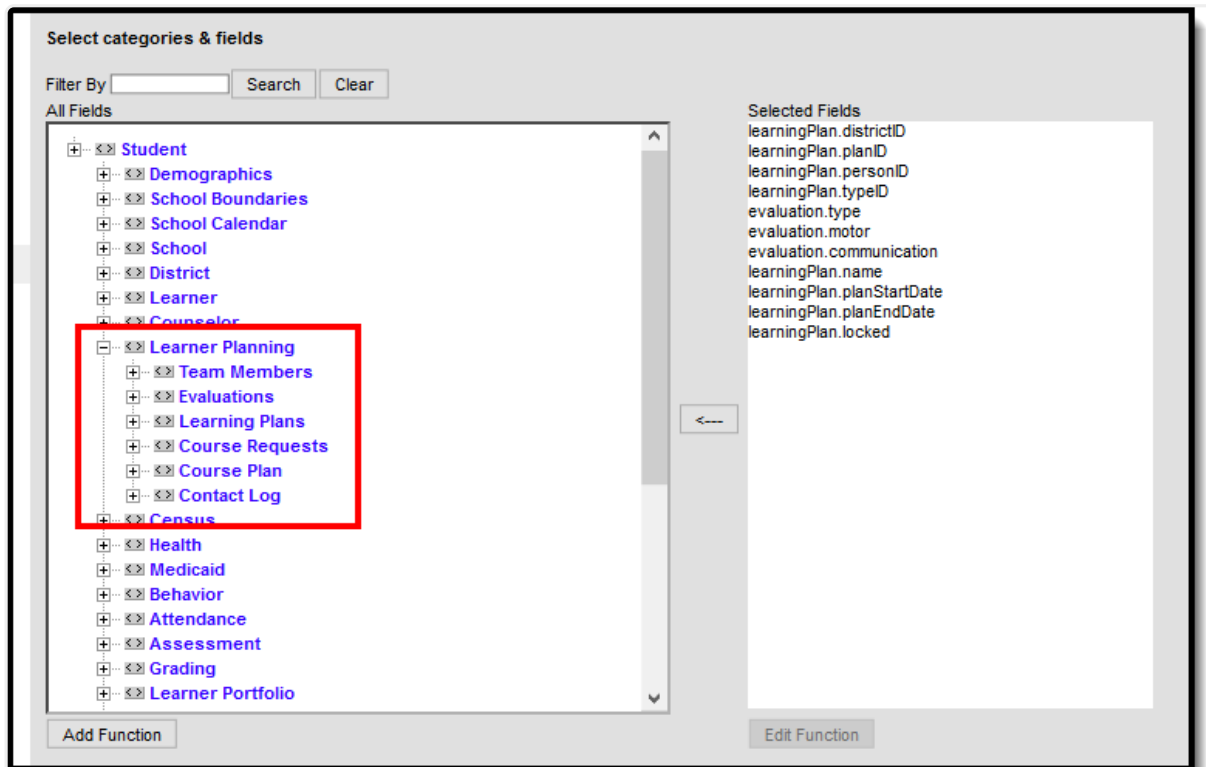 Select categories & fields
Filter By
Search
Clear
All Fields
Student
Demographics
School Boundaries
School Calendar
School
District
Learner
Counselor
Learner Planning
Team Members
Evaluations
Learning Plans
Course Requests
Course Plan
Contact Log
Census
Health
Medicaid
Behavior
Attendance
Assessment
Grading
Learner Portfolio
Add Function
<---
Selected Fields
learningPlan.districtID
learningPlan.planID
learningPlan.personID
learningPlan.typeID
evaluation.type
evaluation.motor
evaluation.communication
learningPlan.name
learningPlan.planStartDate
learningPlan.planEndDate
learningPlan.locked
Edit Function